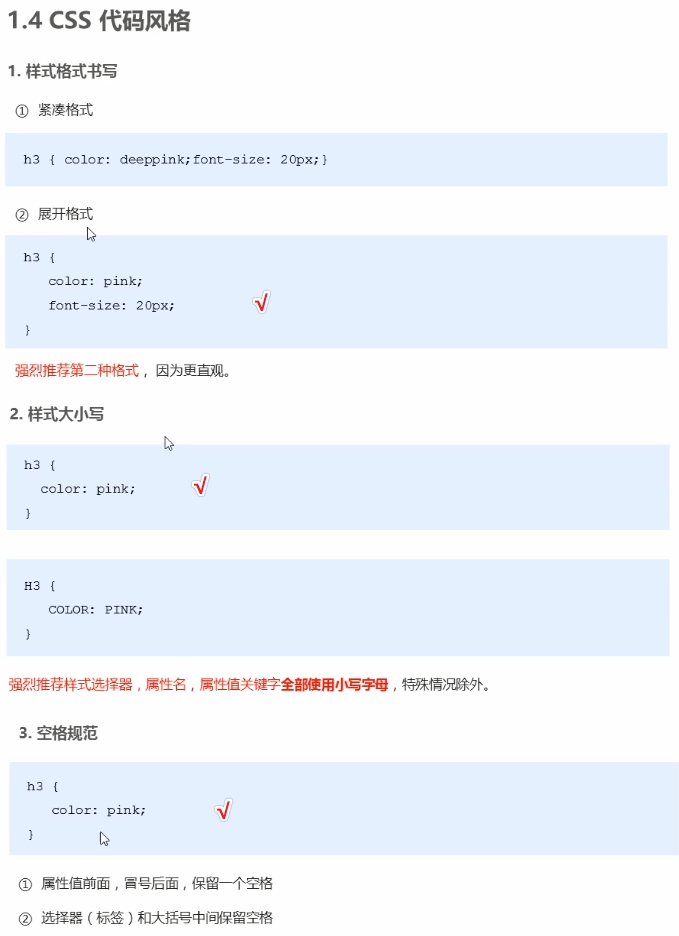 1.4 CSS 代码风格
1. 样式格式书写
① 紧凑格式
h3 { color: deeppink;font-size: 20px;}
② 展开格式
h3 {
color: pink;
font-size: 20px;
}
强烈推荐第二种格式，因为更直观。
2. 样式大小写
h3 {
color: pink;
}
H3 {
COLOR: PINK;
}
强烈推荐样式选择器，属性名，属性值关键字全部使用小写字母，特殊情况除外。
3. 空格规范
h3 {
color: pink;
}
① 属性值前面，冒号后面，保留一个空格
② 选择器（标签）和大括号中间保留空格